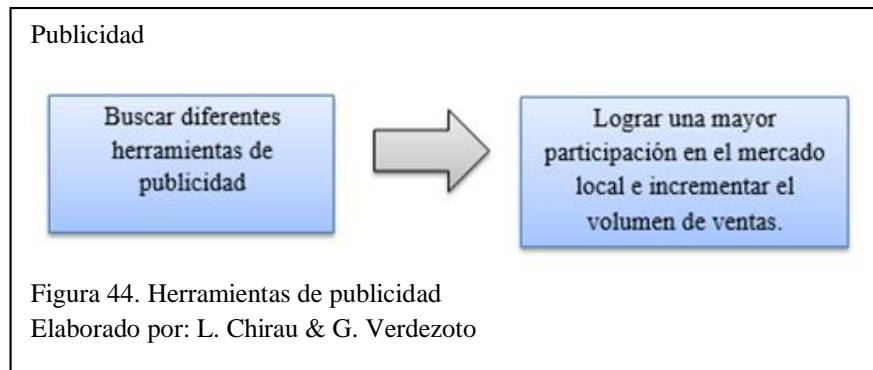 Publicidad
Buscar diferentes
herramientas de
publicidad
Lograr una mayor
participación en el mercado
local e incrementar el
volumen de ventas.
Figura 44. Herramientas de publicidad
Elaborado por: L. Chirau & G. Verdezoto